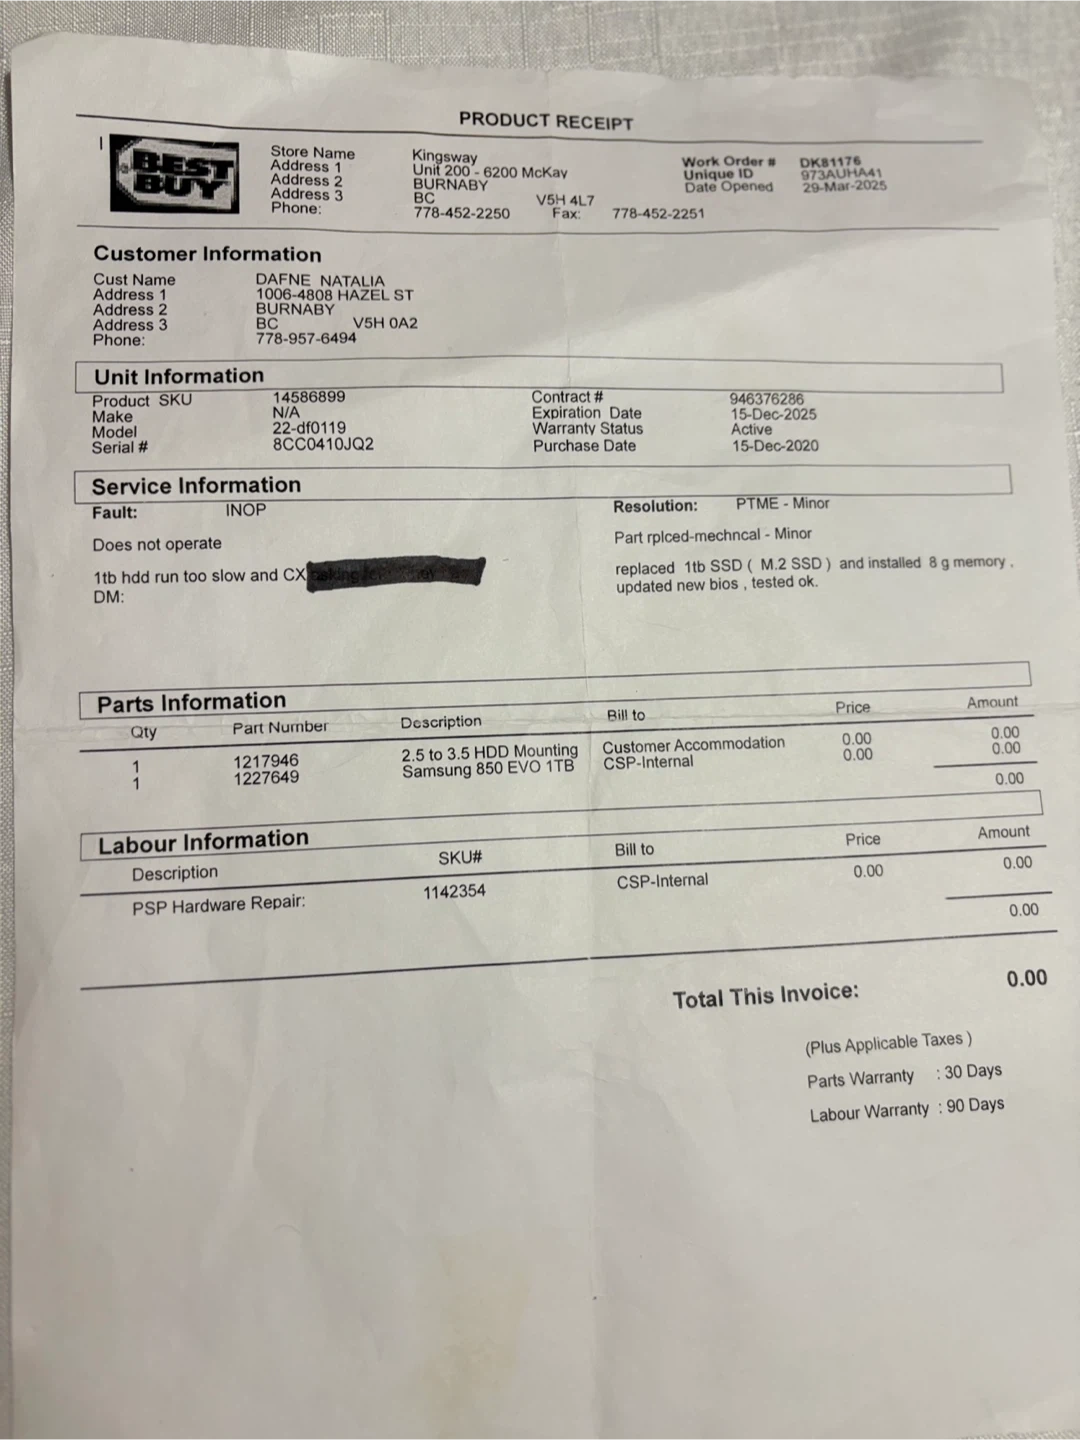 PRODUCT RECEIPT
BEST BUY
Store Name Kingsway Work Order # DK81176
Address 1 Unit 200 - 6200 McKay Unique ID 973AUHA41
Address 2 BURNABY Date Opened 29-Mar-2025
Address 3 BC V5H 4L7
Phone: 778-452-2250 Fax: 778-452-2251
Customer Information
Cust Name DAFNE NATALIA
Address 1 1006-4808 HAZEL ST
Address 2 BURNABY
Address 3 BC V5H 0A2
Phone: 778-957-6494
Unit Information
Product SKU 14586899 Contract # 946376286
Make N/A Expiration Date 15-Dec-2025
Model 22-df0119 Warranty Status Active
Serial # 8CC0410JQ2 Purchase Date 15-Dec-2020
Service Information
Fault: INOP Resolution: PTME - Minor
Does not operate Part rplced-mechncal - Minor
1tb hdd run too slow and CX replaced 1tb SSD ( M.2 SSD ) and installed 8 g memory .
DM: updated new bios , tested ok.
Parts Information
Qty Part Number Description Bill to Price Amount
1 1217946 2.5 to 3.5 HDD Mounting Customer Accommodation 0.00 0.00
1 1227649 Samsung 850 EVO 1TB CSP-Internal 0.00 0.00
0.00
Labour Information
Description SKU# Bill to Price Amount
PSP Hardware Repair: 1142354 CSP-Internal 0.00 0.00
0.00
Total This Invoice: 0.00
(Plus Applicable Taxes )
Parts Warranty : 30 Days
Labour Warranty : 90 Days